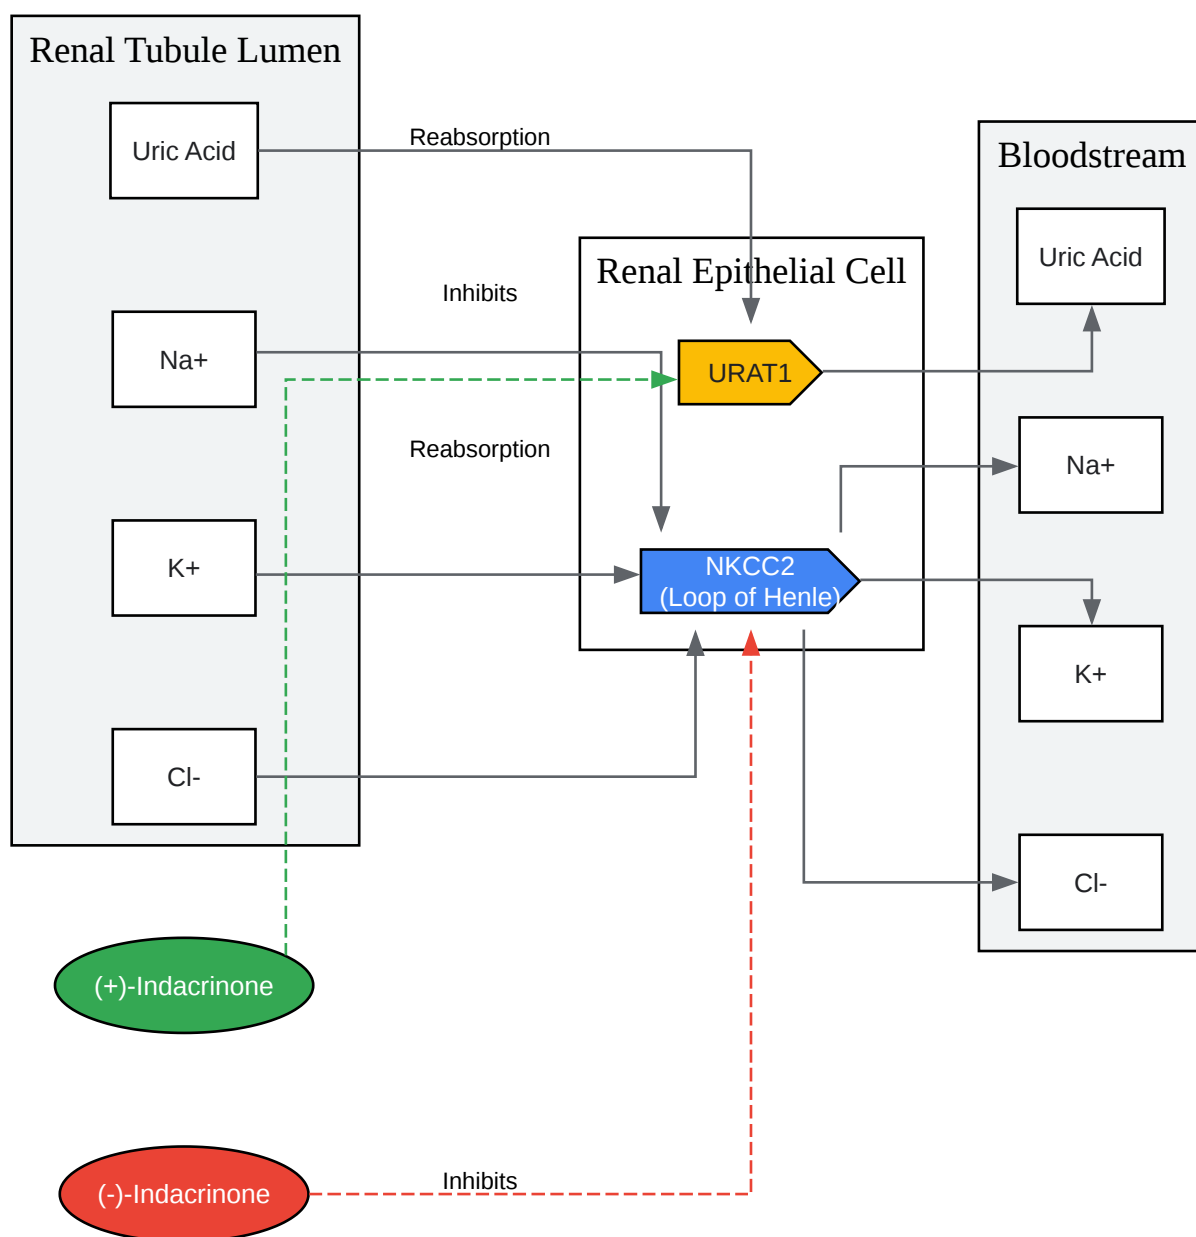 Renal Tubule Lumen
Uric Acid
Na+
K+
Cl-
Reabsorption
Inhibits
Reabsorption
Renal Epithelial Cell
URAT1
NKCC2
(Loop of Henle)
Bloodstream
Uric Acid
Na+
K+
Cl-
(+)-Indacrinone
(-)-Indacrinone
Inhibits